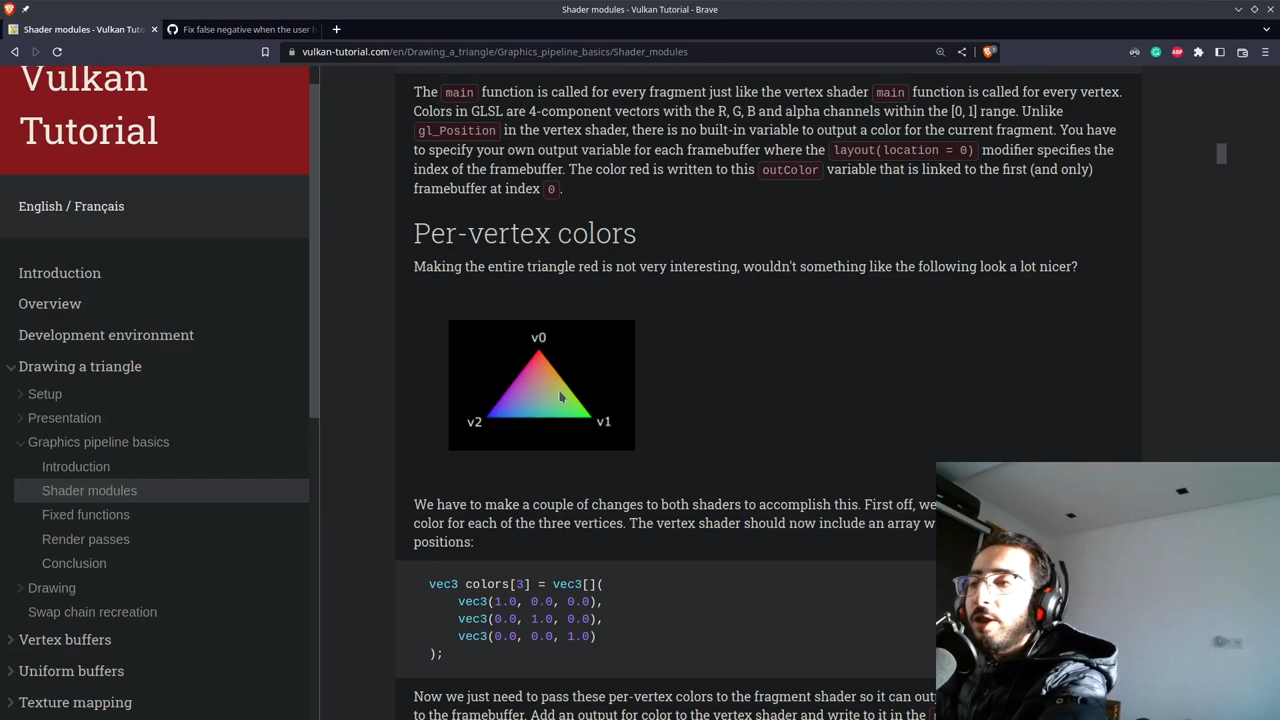 Shader modules - Vulkan Tutorial - Brave
Shader modules - Vulkan Tuto
Fix false negative when the user h
vulkan-tutorial.com/en/Drawing_a_triangle/Graphics_pipeline_basics/Shader_modules
ABP
Vulkan
Tutorial
English / Français
Introduction
Overview
Development environment
Drawing a triangle
Setup
Presentation
Graphics pipeline basics
Introduction
Shader modules
Fixed functions
Render passes
Conclusion
Drawing
Swap chain recreation
Vertex buffers
Uniform buffers
Texture mapping
The main function is called for every fragment just like the vertex shader main function is called for every vertex.
Colors in GLSL are 4-component vectors with the R, G, B and alpha channels within the [0, 1] range. Unlike
gl_Position in the vertex shader, there is no built-in variable to output a color for the current fragment. You have
to specify your own output variable for each framebuffer where the layout(location = 0) modifier specifies the
index of the framebuffer. The color red is written to this outColor variable that is linked to the first (and only)
framebuffer at index 0.
Per-vertex colors
Making the entire triangle red is not very interesting, wouldn't something like the following look a lot nicer?
v0
v2
v1
We have to make a couple of changes to both shaders to accomplish this. First off, we
color for each of the three vertices. The vertex shader should now include an array w
positions:
vec3 colors[3] = vec3[](
vec3(1.0, 0.0, 0.0),
vec3(0.0, 1.0, 0.0),
vec3(0.0, 0.0, 1.0)
);
Now we just need to pass these per-vertex colors to the fragment shader so it can out
to the framebuffer. Add an output for color to the vertex shader and write to it in the